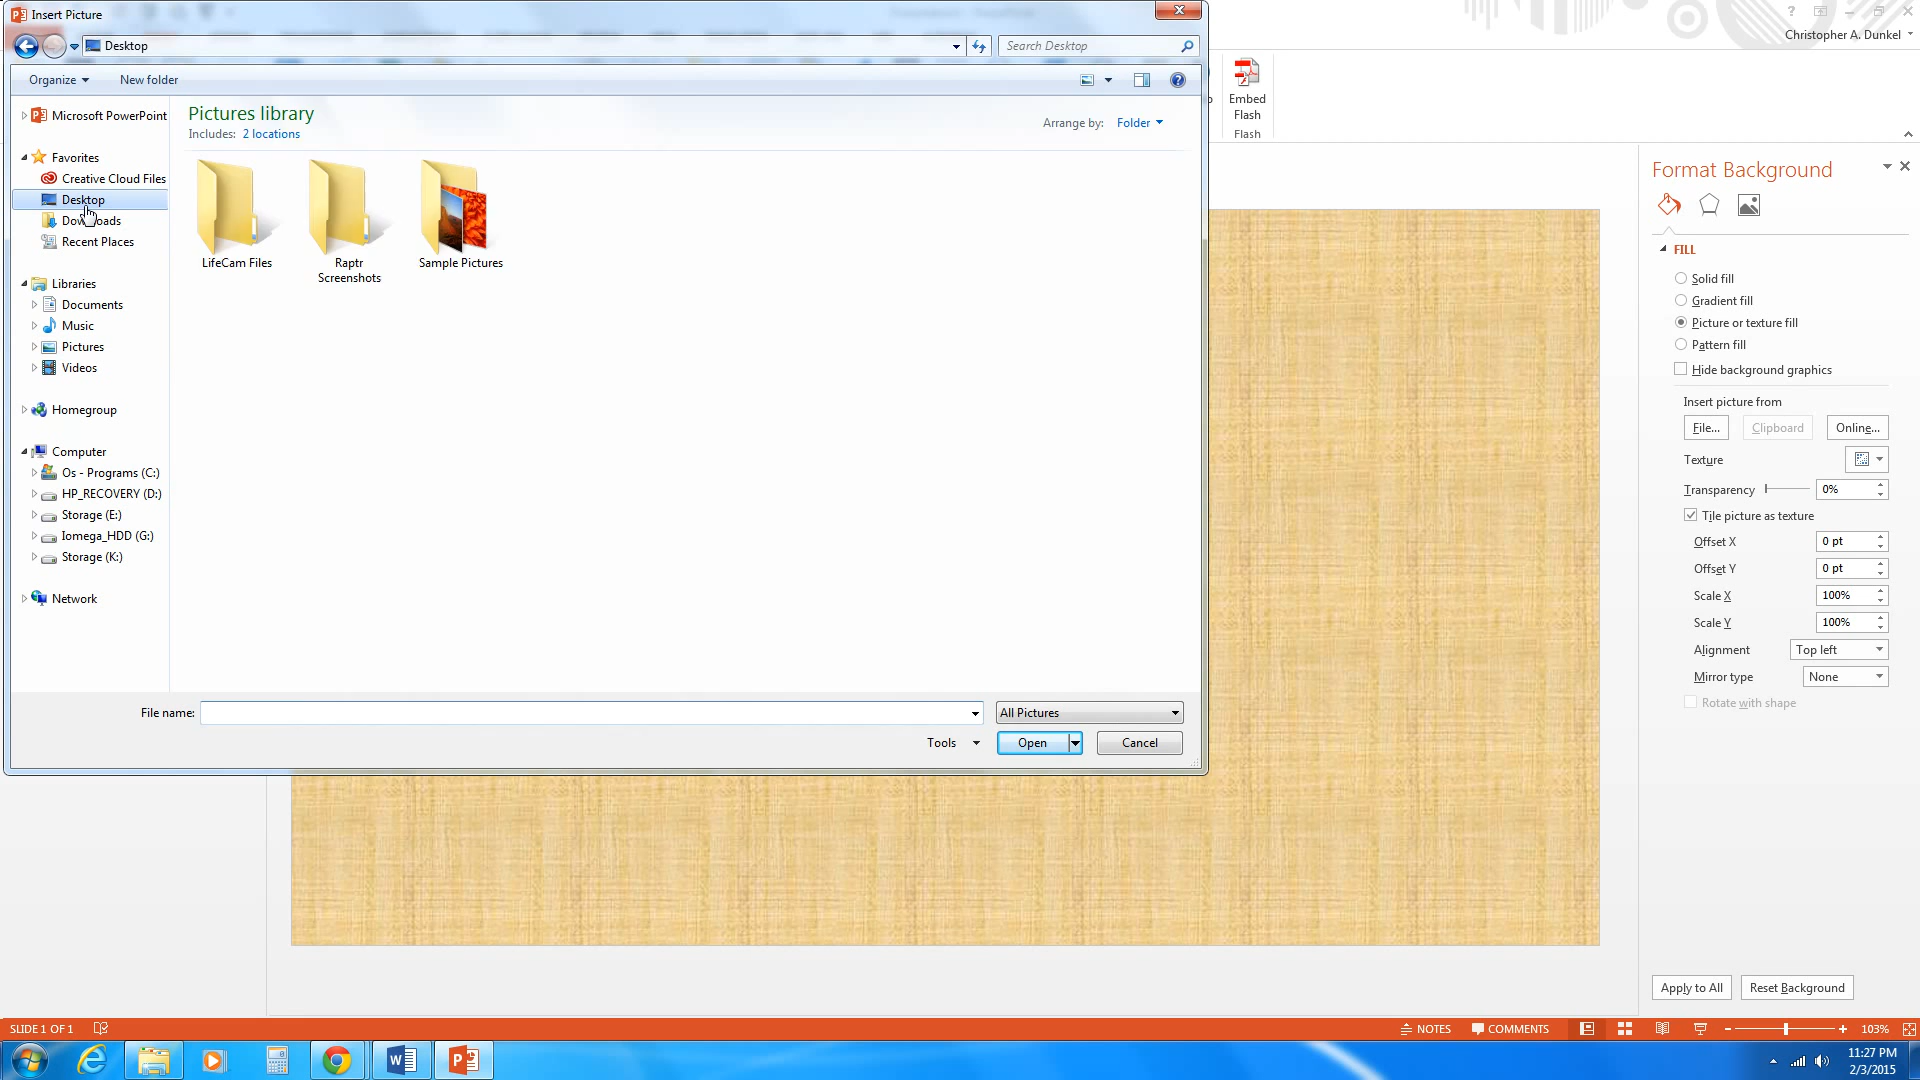 Insert Picture
Desktop
Search Desktop
Organize
New folder
Microsoft PowerPoint
Favorites
Creative Cloud Files
Desktop
Downloads
Recent Places
Libraries
Documents
Music
Pictures
Videos
Homegroup
Computer
Os - Programs (C:)
HP_RECOVERY (D:)
Storage (E:)
Iomega_HDD (G:)
Storage (K:)
Network
Pictures library
Includes: 2 locations
Arrange by: Folder
LifeCam Files
Raptr
Screenshots
Sample Pictures
File name:
All Pictures
Tools
Open
Cancel
Christopher A. Dunkel
Embed
Flash
Flash
Format Background
FILL
Solid fill
Gradient fill
Picture or texture fill
Pattern fill
Hide background graphics
Insert picture from
File...
Clipboard
Online...
Texture
Transparency
0%
Tile picture as texture
Offset X
0 pt
Offset Y
0 pt
Scale X
100%
Scale Y
100%
Alignment
Top left
Mirror type
None
Rotate with shape
Apply to All
Reset Background
SLIDE 1 OF 1
NOTES
COMMENTS
103%
11:27 PM
2/3/2015